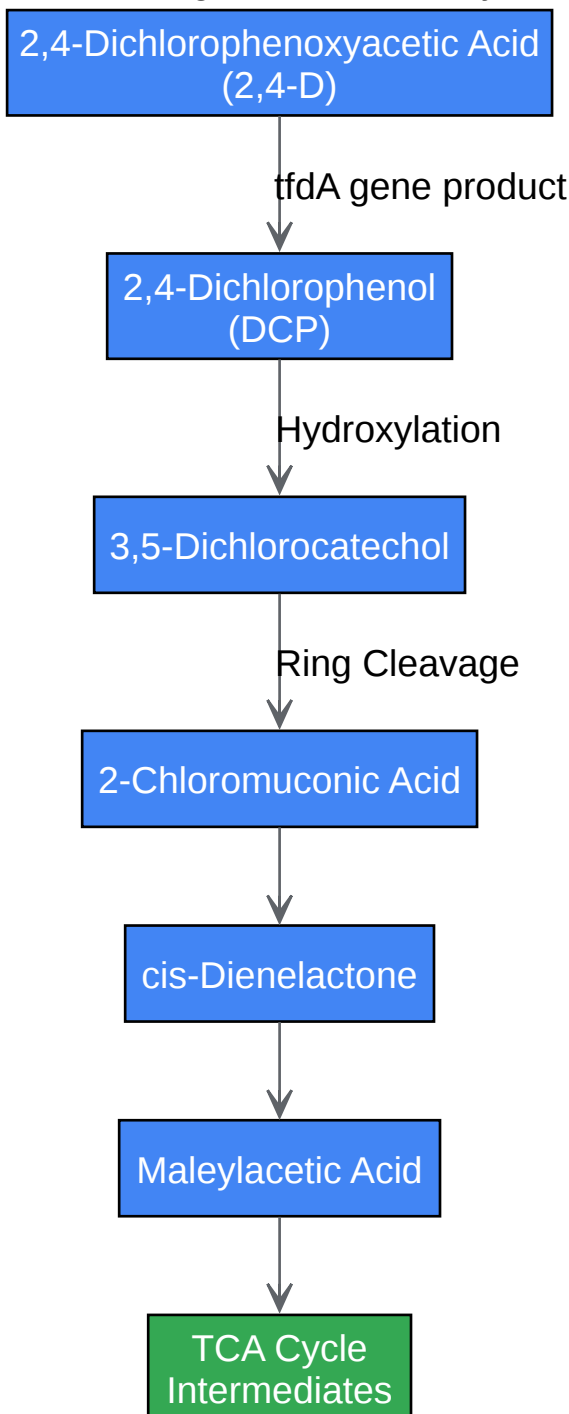 2,4-Dichlorophenoxyacetic Acid
(2,4-D)
tfdA gene product
2,4-Dichlorophenol
(DCP)
Hydroxylation
3,5-Dichlorocatechol
Ring Cleavage
2-Chloromuconic Acid
cis-Dienelactone
Maleylacetic Acid
TCA Cycle
Intermediates